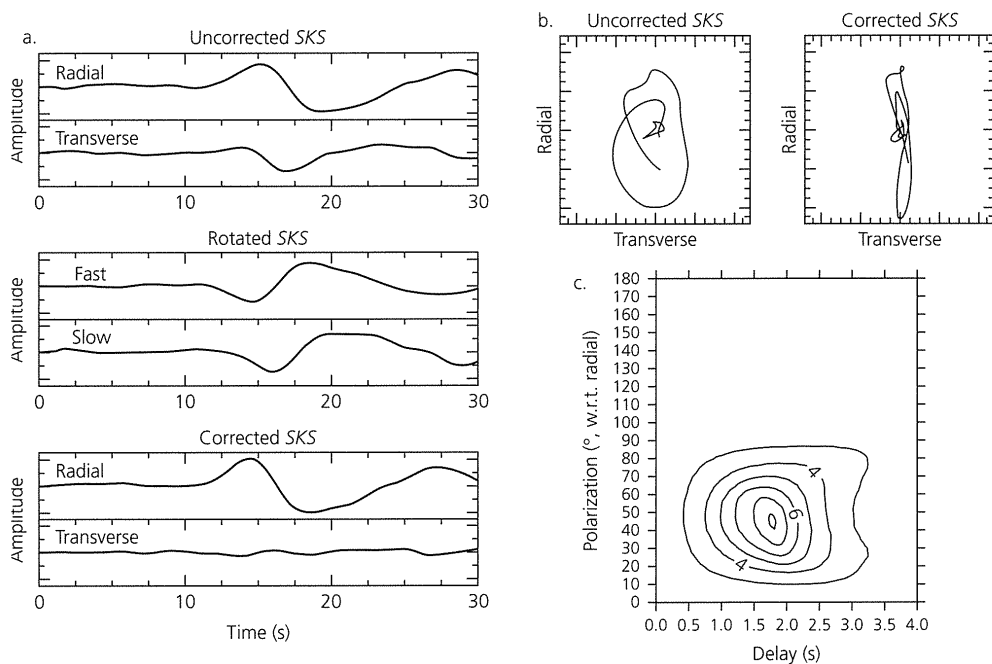 a.
Uncorrected SKS
Amplitude
Radial
Transverse
0 10 20 30
Rotated SKS
Amplitude
Fast
Slow
0 10 20 30
Corrected SKS
Amplitude
Radial
Amplitude
Transverse
0 10 20 30
Time (s)
b.
Uncorrected SKS
Radial
Transverse
Corrected SKS
Radial
Transverse
c.
Polarization (°, w.r.t. radial)
180
170
160
150
140
130
120
110
100
90
80
70
60
50
40
30
20
10
0
4
6
4
0.0 0.5 1.0 1.5 2.0 2.5 3.0 3.5 4.0
Delay (s)